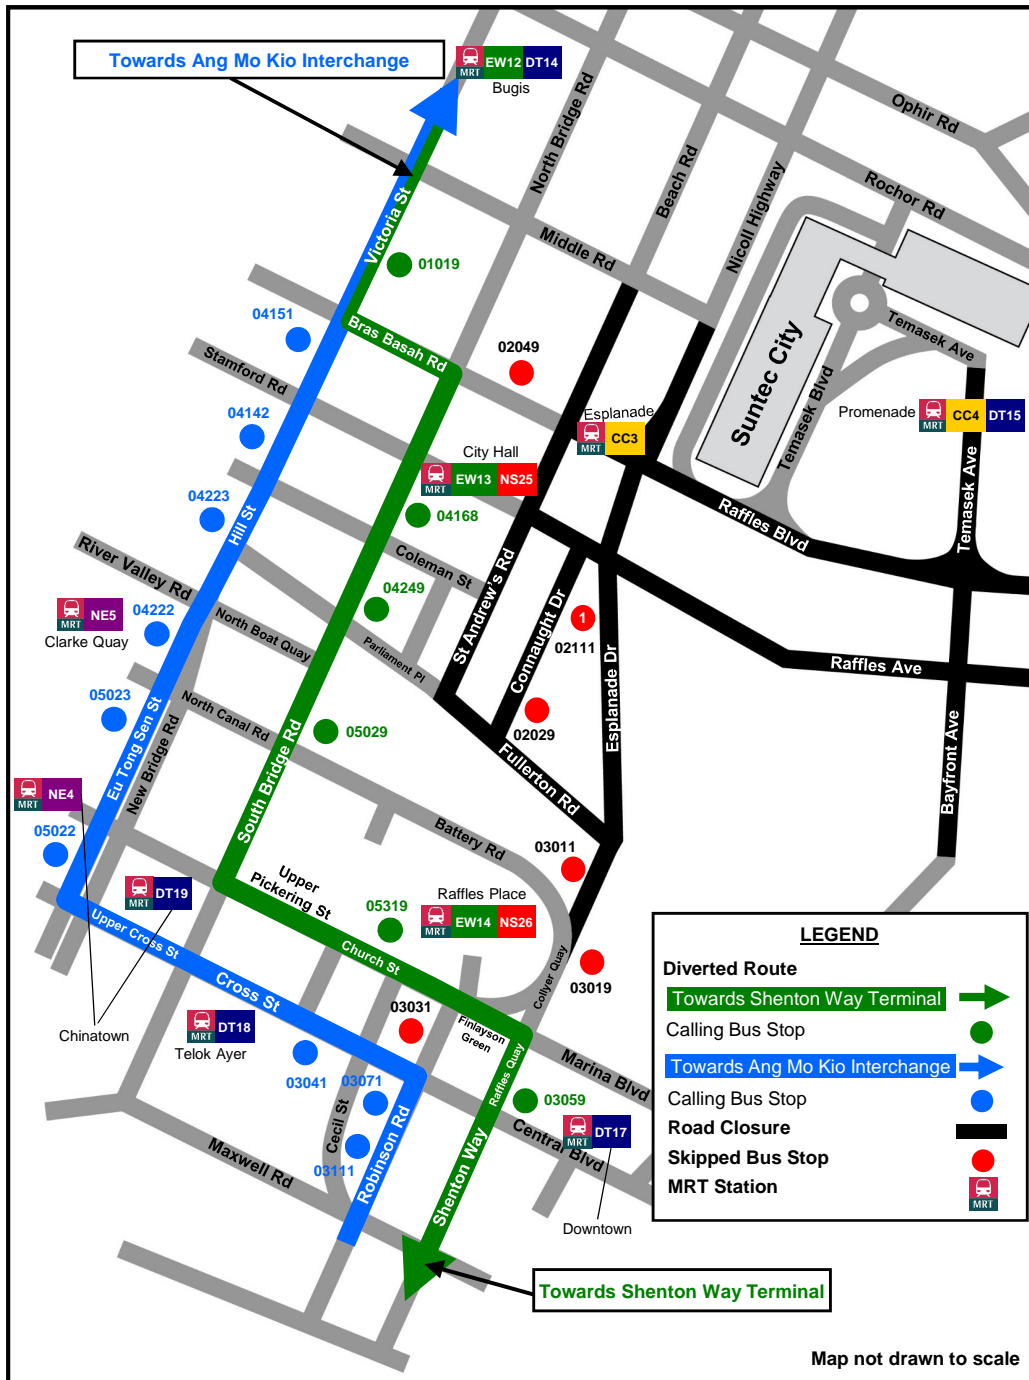 Towards Ang Mo Kio Interchange
MRT
EW12
DT14
Bugis
North Bridge Rd
Ophir Rd
Beach Rd
Nicoll Highway
Rochor Rd
Victoria St
Middle Rd
01019
04151
Bras Basah Rd
02049
Suntec City
Temasek Ave
Temasek Blvd
Stamford Rd
Esplanade
MRT
CC3
Promenade
MRT
CC4
DT15
04142
City Hall
MRT
EW13
NS25
Temasek Ave
04223
Hill St
04168
Raffles Blvd
River Valley Rd
Coleman St
St Andrew's Rd
04249
MRT
NE5
Clarke Quay
04222
North Boat Quay
Parliament Pl
Connaught Dr
1
02111
Esplanade Dr
Raffles Ave
05023
Eu Tong Sen St
New Bridge Rd
North Canal Rd
South Bridge Rd
05029
02029
Fullerton Rd
Bayfront Ave
MRT
NE4
05022
Battery Rd
03011
Upper
Pickering St
MRT
DT19
Raffles Place
MRT
EW14
NS26
05319
Upper Cross St
Church St
Collyer Quay
03019
Cross St
Chinatown
MRT
DT18
Telok Ayer
03031
Finlayson
Green
Raffles Quay
Marina Blvd
03041
03071
Cecil St
03111
Robinson Rd
03059
Central Blvd
MRT
DT17
Downtown
Maxwell Rd
Shenton Way
Towards Shenton Way Terminal
LEGEND
Diverted Route
Towards Shenton Way Terminal
Calling Bus Stop
Towards Ang Mo Kio Interchange
Calling Bus Stop
Road Closure
Skipped Bus Stop
MRT Station
MRT
Map not drawn to scale